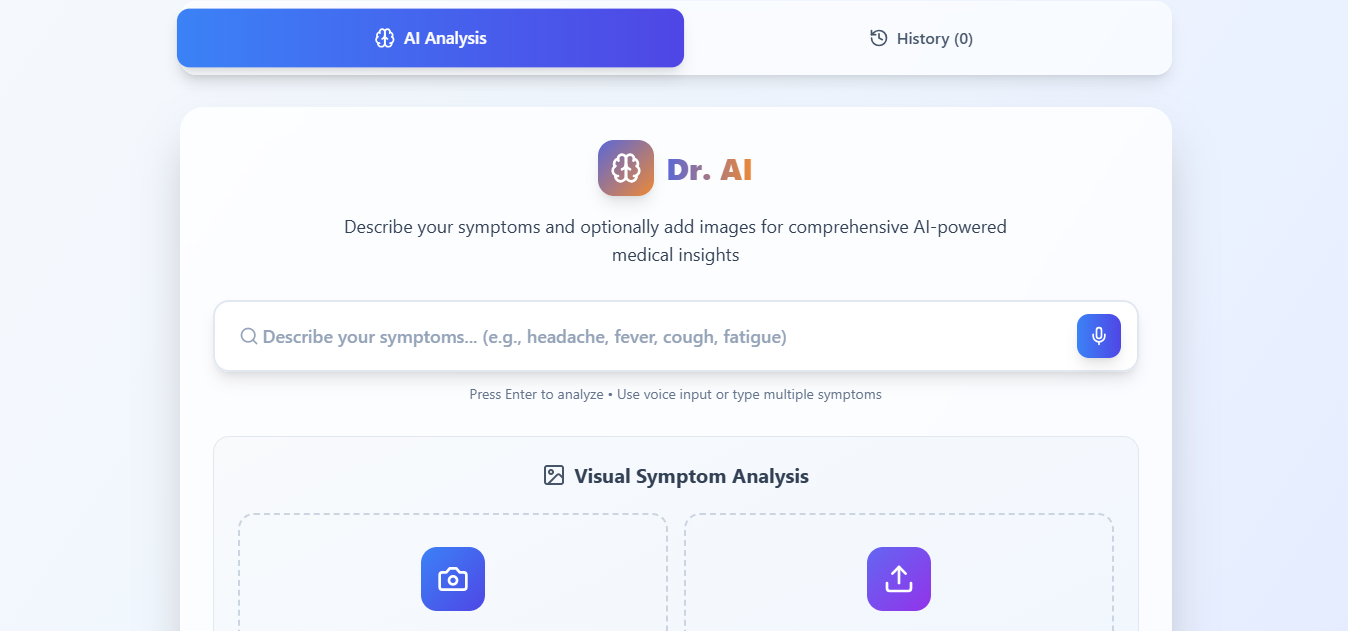 AI Analysis
History (0)
Dr. AI
Describe your symptoms and optionally add images for comprehensive AI-powered
medical insights
Describe your symptoms... (e.g., headache, fever, cough, fatigue)
Press Enter to analyze • Use voice input or type multiple symptoms
Visual Symptom Analysis